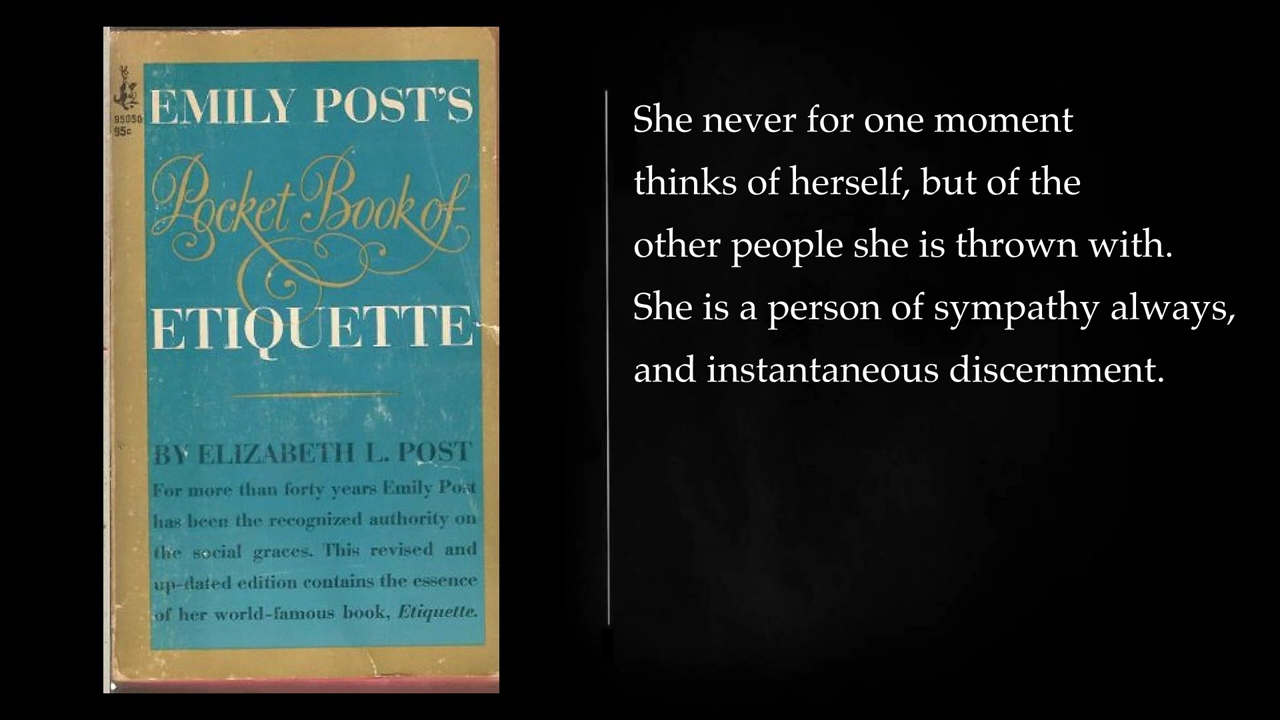 95050
95c
EMILY POST'S
Pocket Book of
ETIQUETTE
BY ELIZABETH L. POST
For more than forty years Emily Post
has been the recognized authority on
the social graces. This revised and
up-dated edition contains the essence
of her world-famous book, Etiquette.
She never for one moment
thinks of herself, but of the
other people she is thrown with.
She is a person of sympathy always,
and instantaneous discernment.